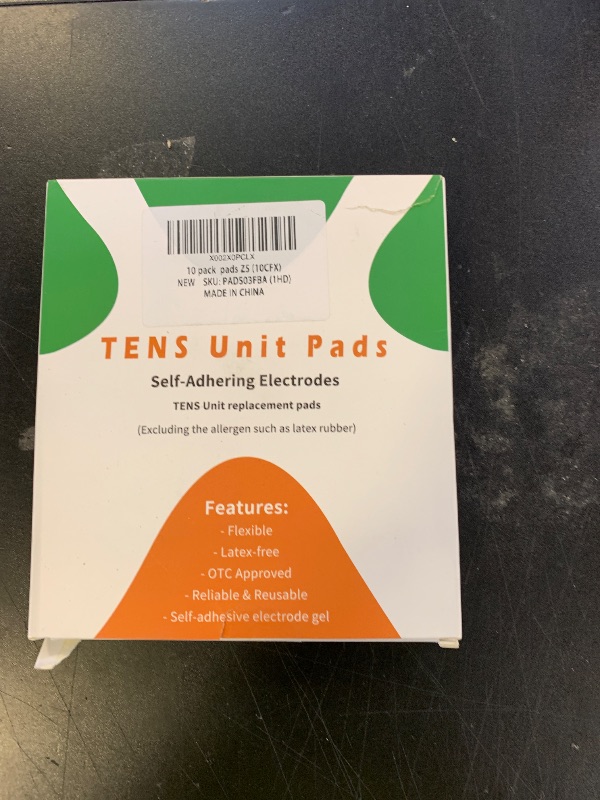 X002X0PCLX
10 pack pads ZS (10CFX)
NEW SKU: PADS03FBA (1HD)
MADE IN CHINA
TENS Unit Pads
Self-Adhering Electrodes
TENS Unit replacement pads
(Excluding the allergen such as latex rubber)
Features:
- Flexible
- Latex-free
- OTC Approved
- Reliable & Reusable
- Self-adhesive electrode gel